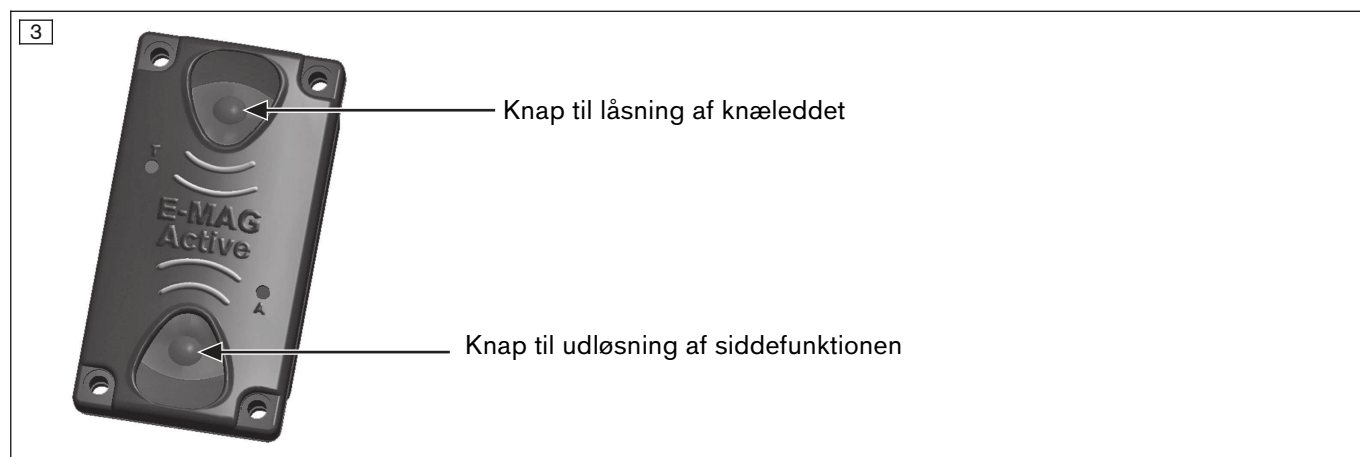 3
Knap til låsning af knæleddet
T
E-MAG
Active
A
Knap til udløsning af siddefunktionen